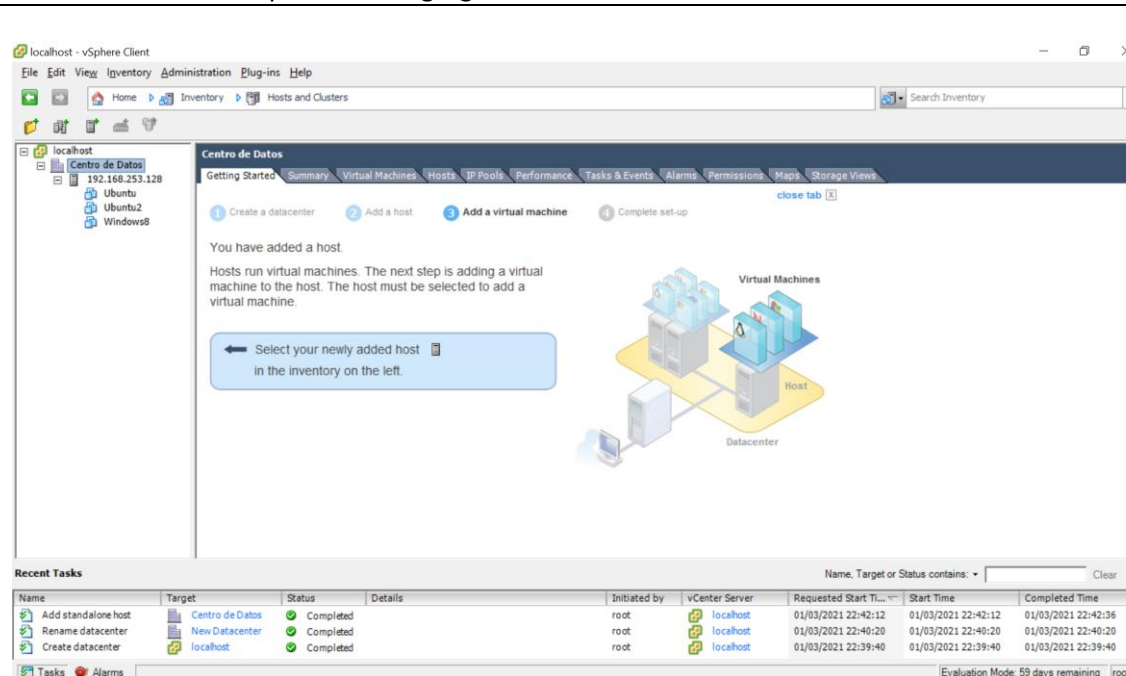 localhost - vSphere Client
File Edit View Inventory Administration Plug-ins Help
Home Inventory Hosts and Clusters Search Inventory
localhost
Centro de Datos
192.168.253.128
Ubuntu
Ubuntu2
Windows8
Centro de Datos
Getting Started Summary Virtual Machines Hosts IP Pools Performance Tasks & Events Alarms Permissions Maps Storage Views
close tab X
1 Create a datacenter 2 Add a host 3 Add a virtual machine 4 Complete set-up
You have added a host.
Hosts run virtual machines. The next step is adding a virtual
machine to the host. The host must be selected to add a
virtual machine.
Select your newly added host
in the inventory on the left.
Virtual Machines
Host
Datacenter
Recent Tasks Name, Target or Status contains: Clear
Name Target Status Details Initiated by vCenter Server Requested Start Ti... Start Time Completed Time
Add standalone host Centro de Datos Completed root localhost 01/03/2021 22:42:12 01/03/2021 22:42:12 01/03/2021 22:42:36
Rename datacenter New Datacenter Completed root localhost 01/03/2021 22:40:20 01/03/2021 22:40:20 01/03/2021 22:40:20
Create datacenter localhost Completed root localhost 01/03/2021 22:39:40 01/03/2021 22:39:40 01/03/2021 22:39:40
Tasks Alarms Evaluation Mode: 59 days remaining